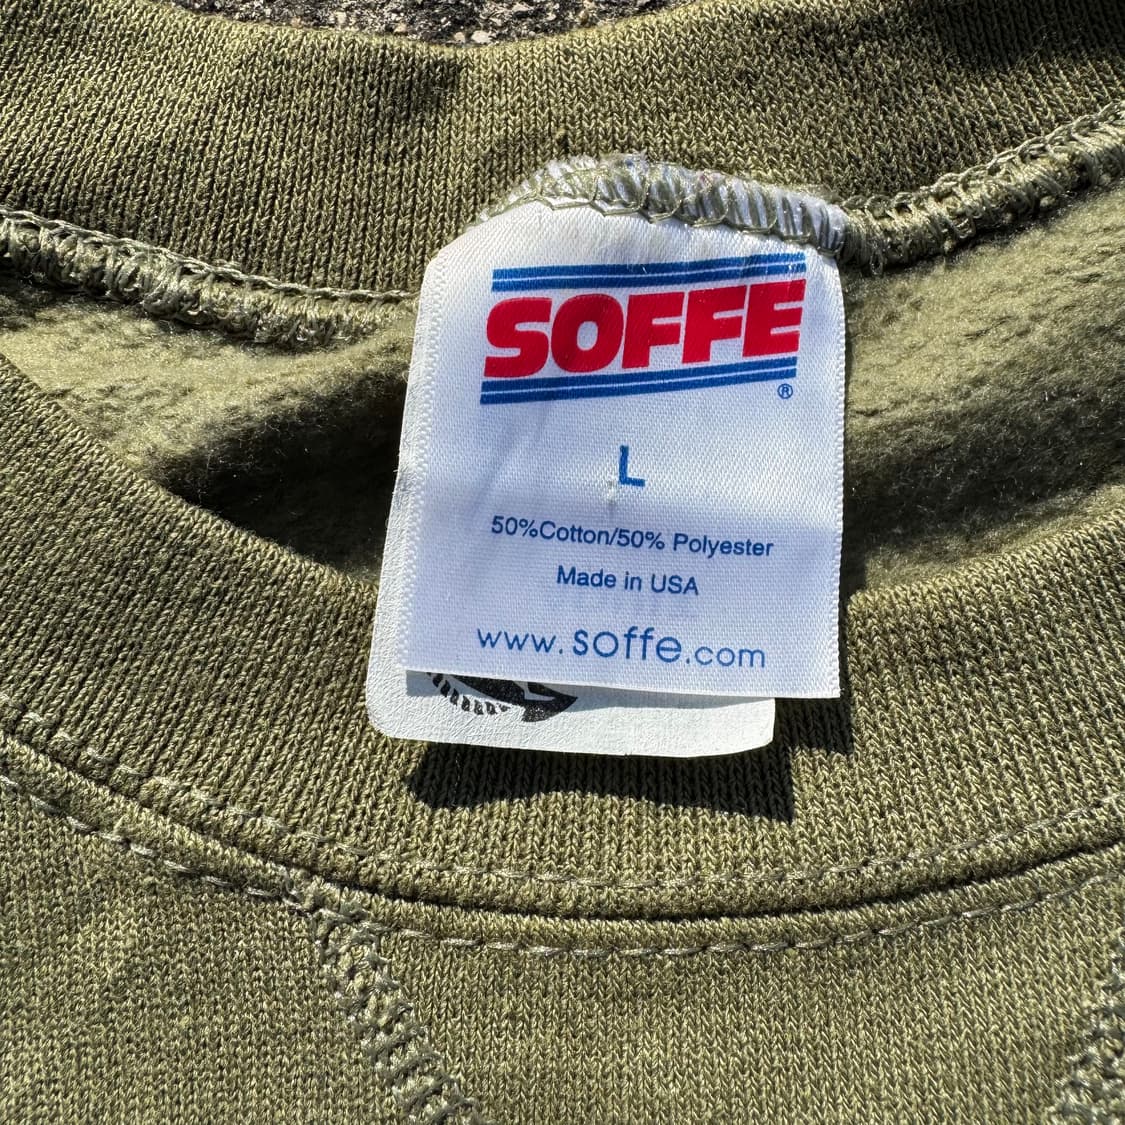 SOFFE
®
L
50%Cotton/50% Polyester
Made in USA
www.soffe.com